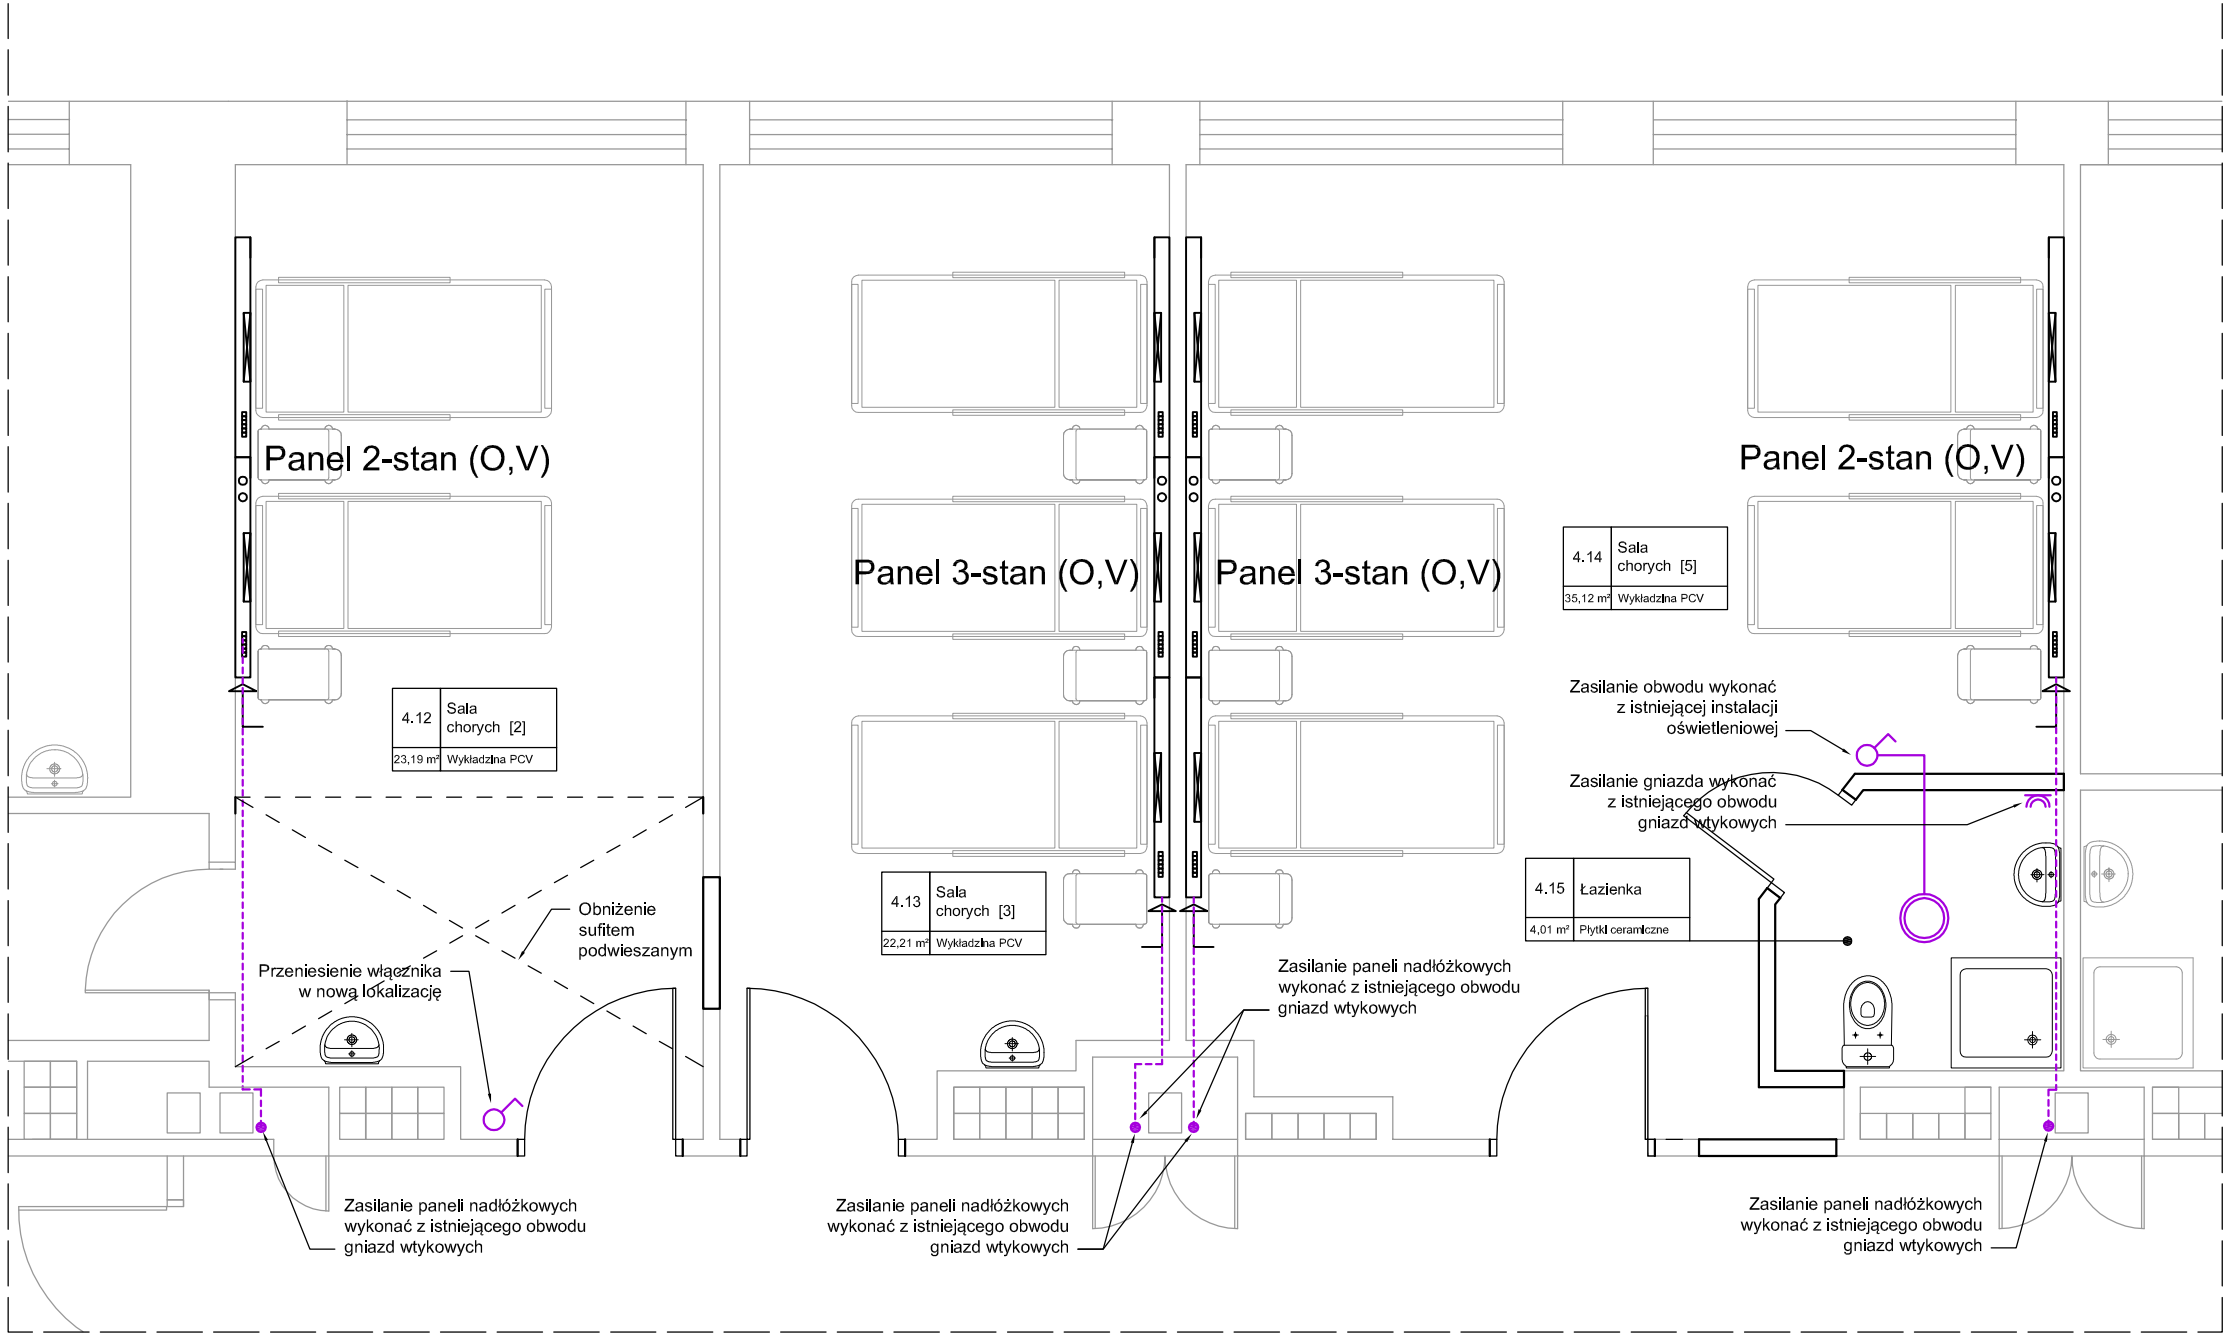 Panel 2-stan (O,V)
Panel 2-stan (O,V)
Panel 3-stan (O,V)
Panel 3-stan (O,V)
4.14
Sala
chorych [5]
35,12 m²
Wykładzina PCV
4.12
Sala
chorych [2]
23,19 m²
Wykładzina PCV
Zasilanie obwodu wykonać
z istniejącej instalacji
oświetleniowej
Zasilanie gniazda wykonać
z istniejącego obwodu
gniazd wtykowych
4.13
Sala
chorych [3]
22,21 m²
Wykładzina PCV
4.15
Łazienka
4,01 m²
Płytki ceramiczne
Obniżenie
sufitem
podwieszanym
Przeniesienie włącznika
w nową lokalizację
Zasilanie paneli nadłóżkowych
wykonać z istniejącego obwodu
gniazd wtykowych
Zasilanie paneli nadłóżkowych
wykonać z istniejącego obwodu
gniazd wtykowych
Zasilanie paneli nadłóżkowych
wykonać z istniejącego obwodu
gniazd wtykowych
Zasilanie paneli nadłóżkowych
wykonać z istniejącego obwodu
gniazd wtykowych